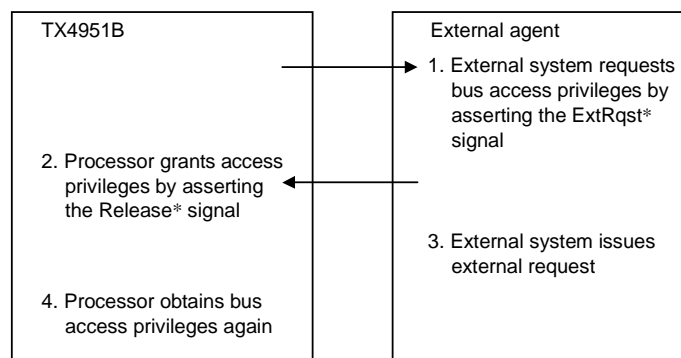 TX4951B
External agent
1. External system requests
bus access privileges by
asserting the ExtRqst*
signal
2. Processor grants access
privileges by asserting
the Release* signal
3. External system issues
external request
4. Processor obtains bus
access privileges again